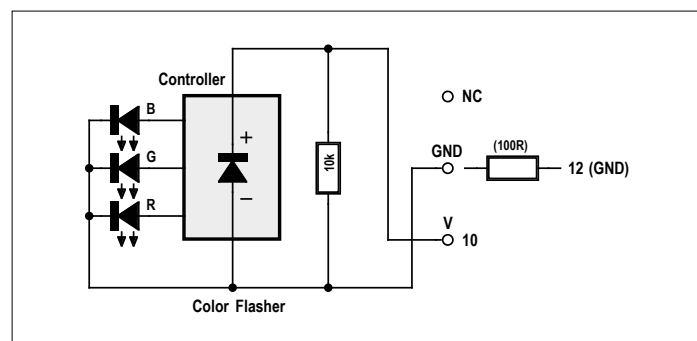 Controller
B
G
R
+
−
10k
NC
GND
(100R)
12 (GND)
V
10
Color Flasher